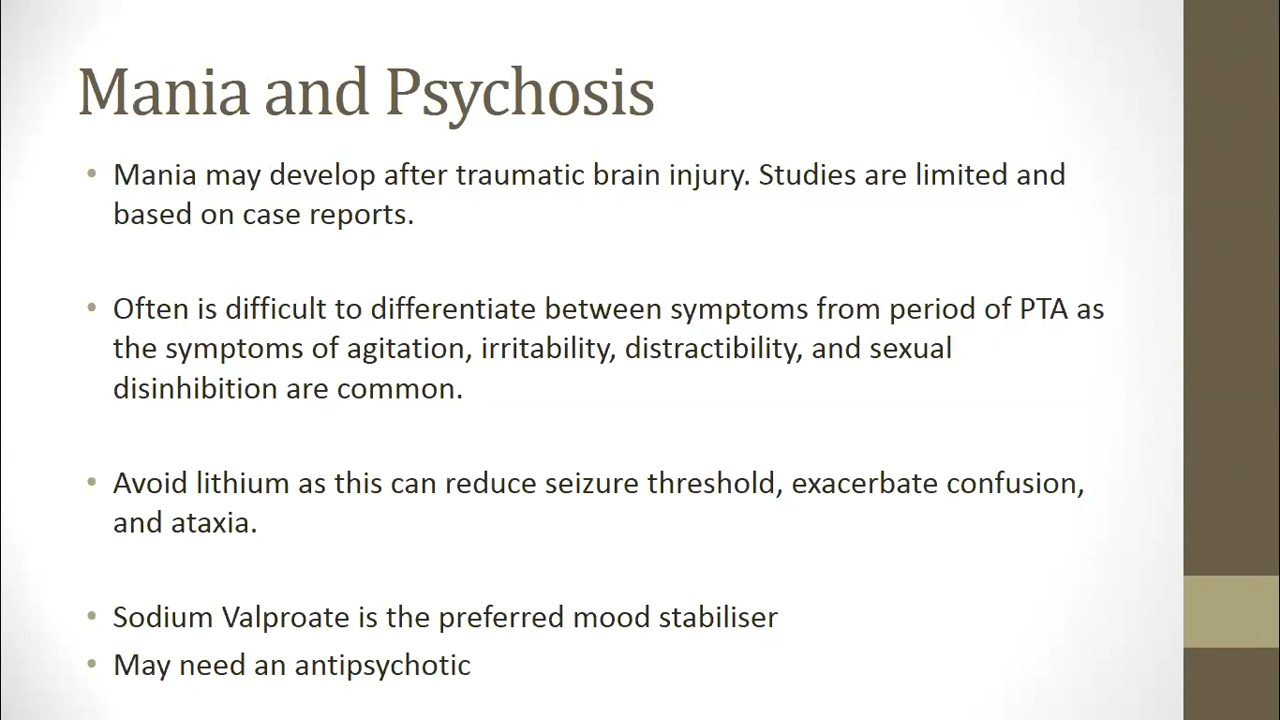 Mania and Psychosis
• Mania may develop after traumatic brain injury. Studies are limited and
based on case reports.
• Often is difficult to differentiate between symptoms from period of PTA as
the symptoms of agitation, irritability, distractibility, and sexual
disinhibition are common.
• Avoid lithium as this can reduce seizure threshold, exacerbate confusion,
and ataxia.
• Sodium Valproate is the preferred mood stabiliser
• May need an antipsychotic